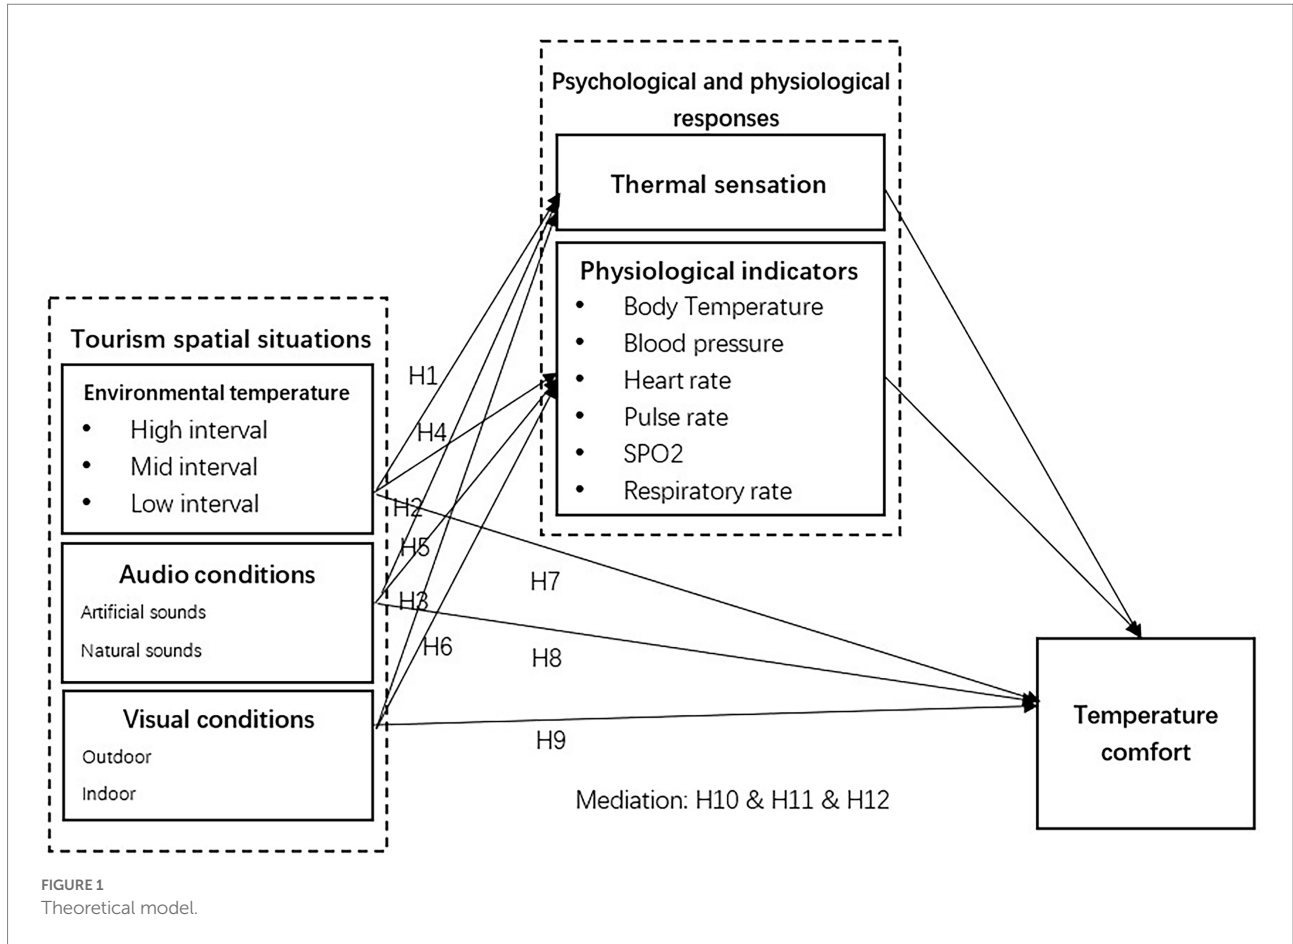 Psychological and physiological
responses
Thermal sensation
Physiological indicators
• Body Temperature
• Blood pressure
• Heart rate
• Pulse rate
• SPO2
• Respiratory rate
Tourism spatial situations
Environmental temperature
• High interval
• Mid interval
• Low interval
Audio conditions
Artificial sounds
Natural sounds
Visual conditions
Outdoor
Indoor
H1
H4
H2
H5
H3
H6
H7
H8
H9
Mediation: H10 & H11 & H12
Temperature
comfort
FIGURE 1
Theoretical model.